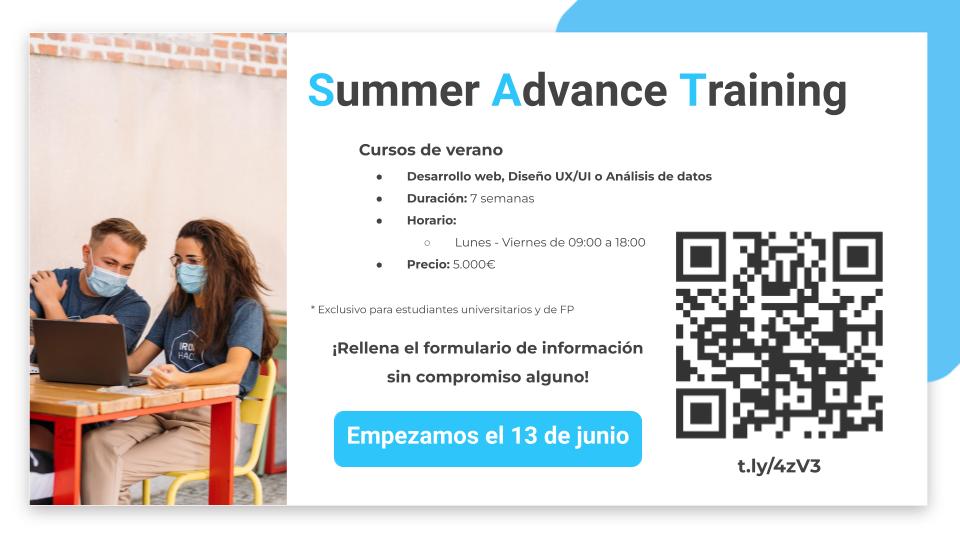 Summer Advance Training
Cursos de verano
● Desarrollo web, Diseño UX/UI o Análisis de datos
● Duración: 7 semanas
● Horario:
○ Lunes - Viernes de 09:00 a 18:00
● Precio: 5.000€
* Exclusivo para estudiantes universitarios y de FP
¡Rellena el formulario de información
sin compromiso alguno!
Empezamos el 13 de junio
t.ly/4zV3
IRON
HACK